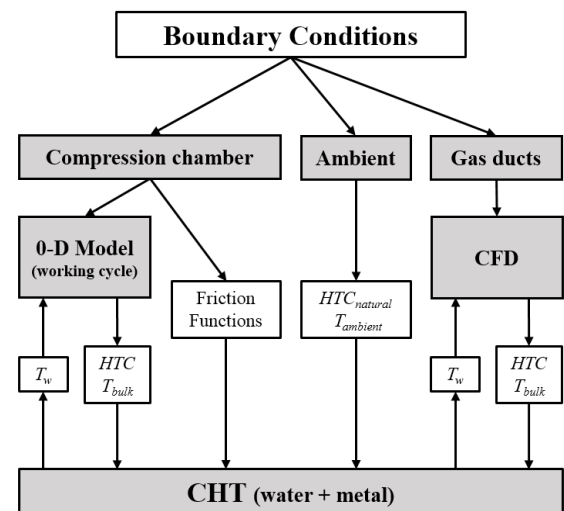 Boundary Conditions
Compression chamber
Ambient
Gas ducts
0-D Model
(working cycle)
CFD
Friction
Functions
HTCnatural
Tambient
Tw
HTC
Tbulk
Tw
HTC
Tbulk
CHT (water + metal)